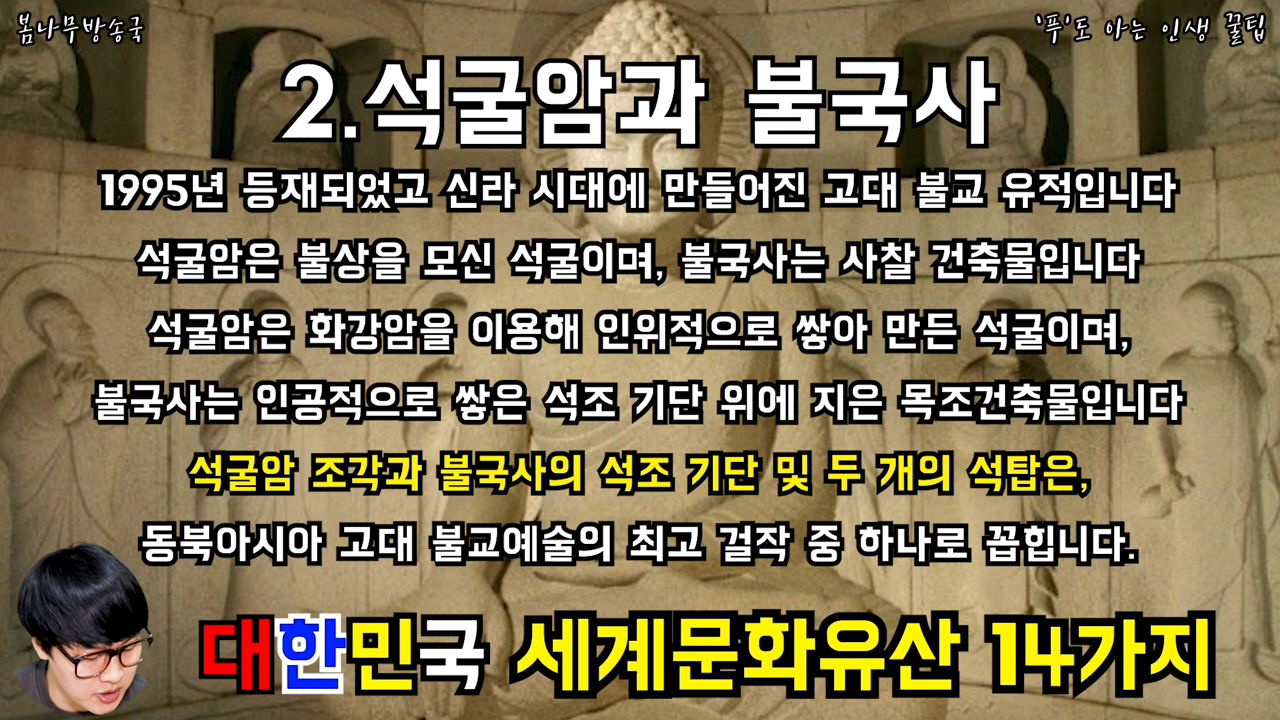 봄나무방송국
'푸'도 아는 인생 꿀팁
2.석굴암과 불국사
1995년 등재되었고 신라 시대에 만들어진 고대 불교 유적입니다
석굴암은 불상을 모신 석굴이며, 불국사는 사찰 건축물입니다
석굴암은 화강암을 이용해 인위적으로 쌓아 만든 석굴이며,
불국사는 인공적으로 쌓은 석조 기단 위에 지은 목조건축물입니다
석굴암 조각과 불국사의 석조 기단 및 두 개의 석탑은,
동북아시아 고대 불교예술의 최고 걸작 중 하나로 꼽힙니다.
대한민국 세계문화유산 14가지